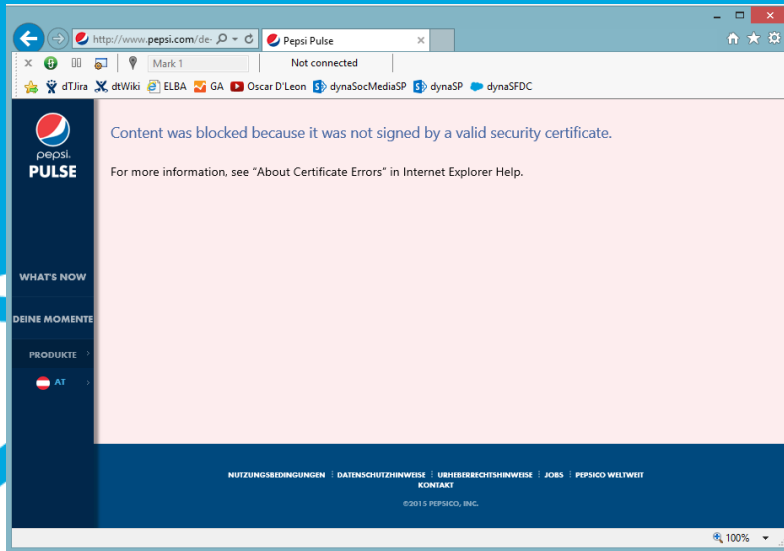 http://www.pepsi.com/de-
Pepsi Pulse
Mark 1
Not connected
dTJira
dtWiki
ELBA
GA
Oscar D'Leon
dynaSocMediaSP
dynaSP
dynaSFDC
pepsi.
PULSE
WHAT'S NOW
DEINE MOMENTE
PRODUKTE
AT
Content was blocked because it was not signed by a valid security certificate.
For more information, see “About Certificate Errors” in Internet Explorer Help.
NUTZUNGSBEDINGUNGEN
DATENSCHUTZHINWEISE
URHEBERRECHTSHINWEISE
JOBS
PEPSICO WELTWEIT
KONTAKT
©2015 PEPSICO, INC.
100%